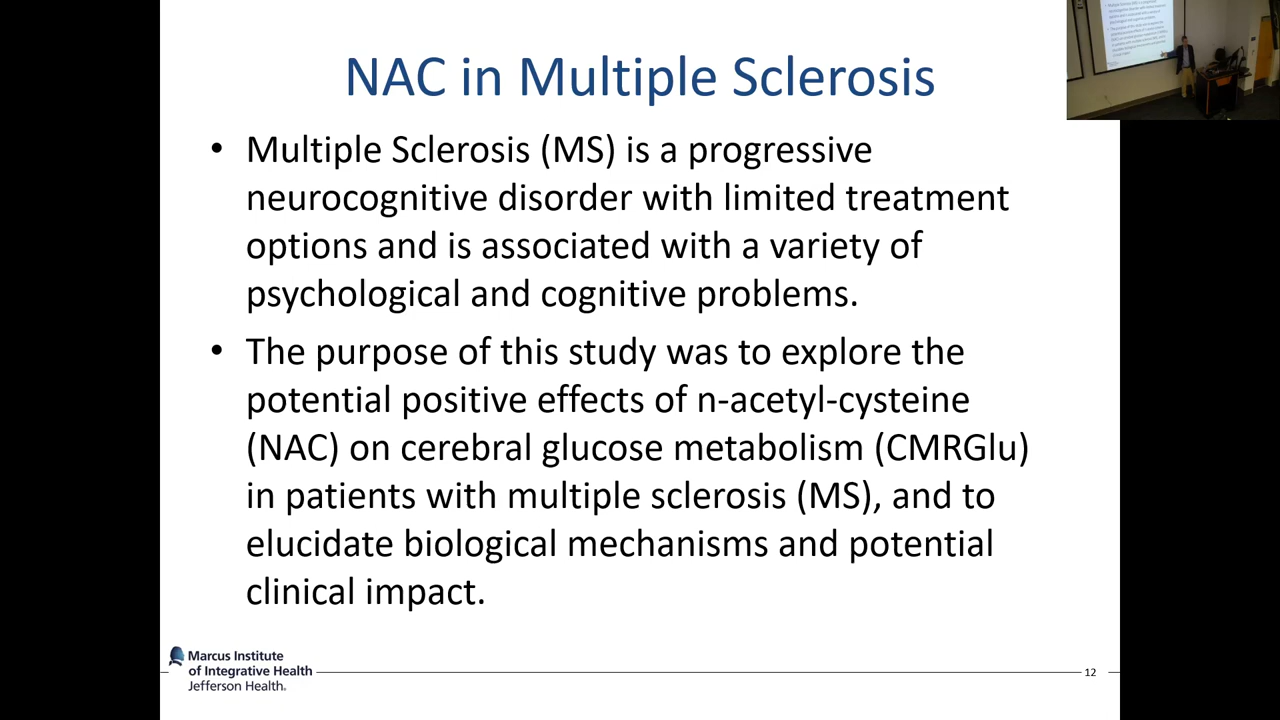 NAC in Multiple Sclerosis
• Multiple Sclerosis (MS) is a progressive
neurocognitive disorder with limited treatment
options and is associated with a variety of
psychological and cognitive problems.
• The purpose of this study was to explore the
potential positive effects of n-acetyl-cysteine
(NAC) on cerebral glucose metabolism (CMRGlu)
in patients with multiple sclerosis (MS), and to
elucidate biological mechanisms and potential
clinical impact.
Marcus Institute
of Integrative Health
Jefferson Health.
12